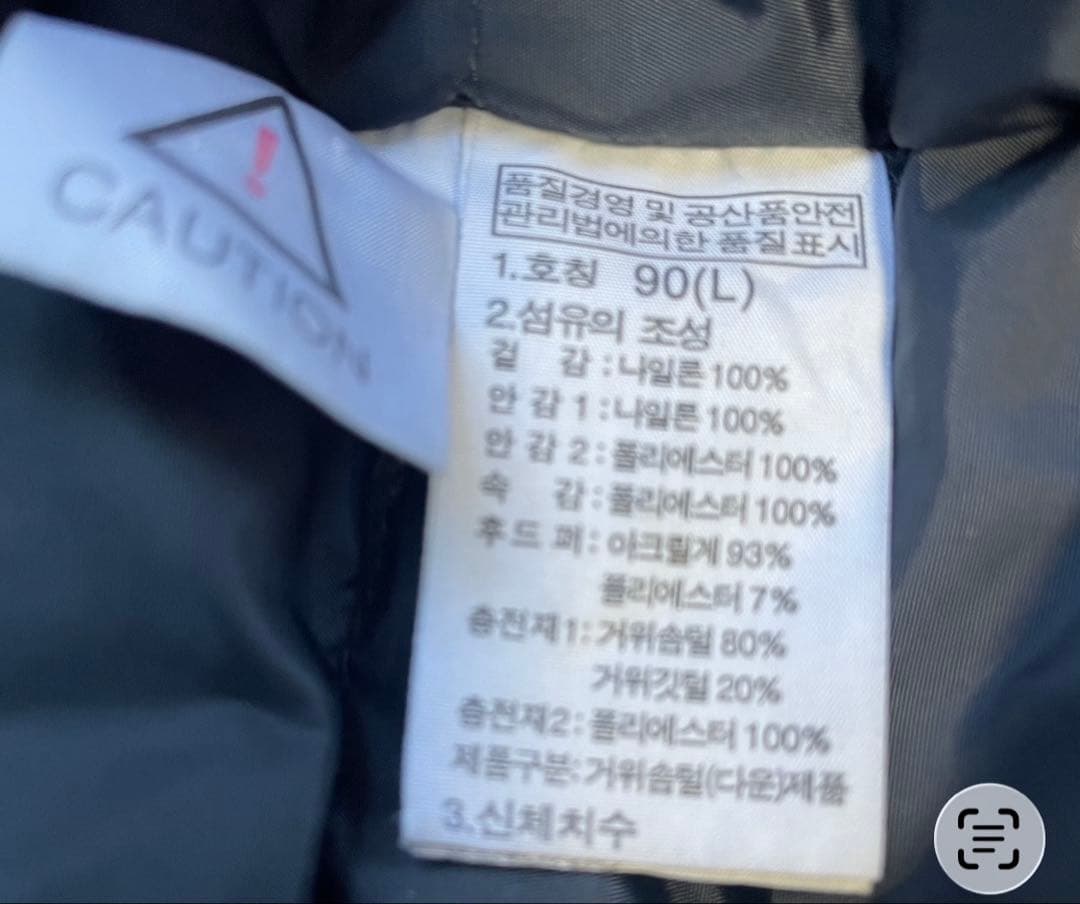 CAUTION
품질경영 및 공산품안전
관리법에의한 품질표시
1.호칭 90(L)
2.섬유의 조성
겉 감 : 나일론 100%
안 감 1 : 나일론 100%
안 감 2 : 폴리에스터 100%
속 감 : 폴리에스터 100%
후드 퍼 : 아크릴계 93%
폴리에스터 7%
충전재1: 거위솜털 80%
거위깃털 20%
충전재2: 폴리에스터 100%
제품구분: 거위솜털(다운)제품
3.신체치수